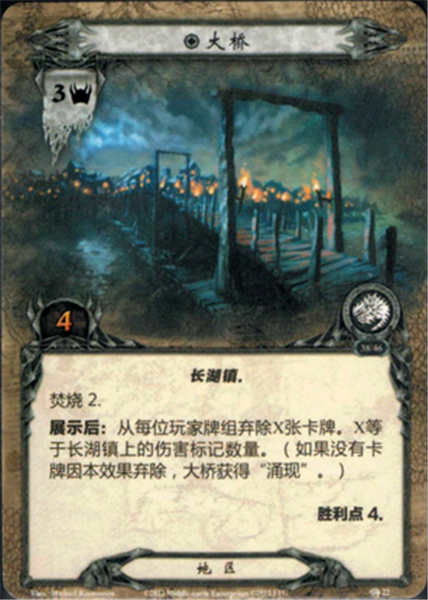 大桥
3
4
长湖镇.
焚烧 2.
展示后：从每位玩家牌组弃除X张卡牌。X等
于长湖镇上的伤害标记数量。（如果没有卡
牌因本效果弃除，大桥获得“涌现”。）
胜利点 4.
地区
22